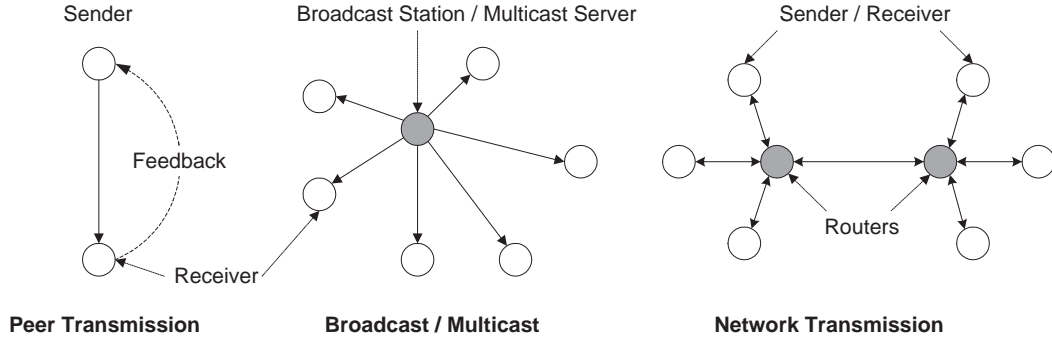 Sender
Broadcast Station / Multicast Server
Sender / Receiver
Feedback
Receiver
Routers
Peer Transmission
Broadcast / Multicast
Network Transmission